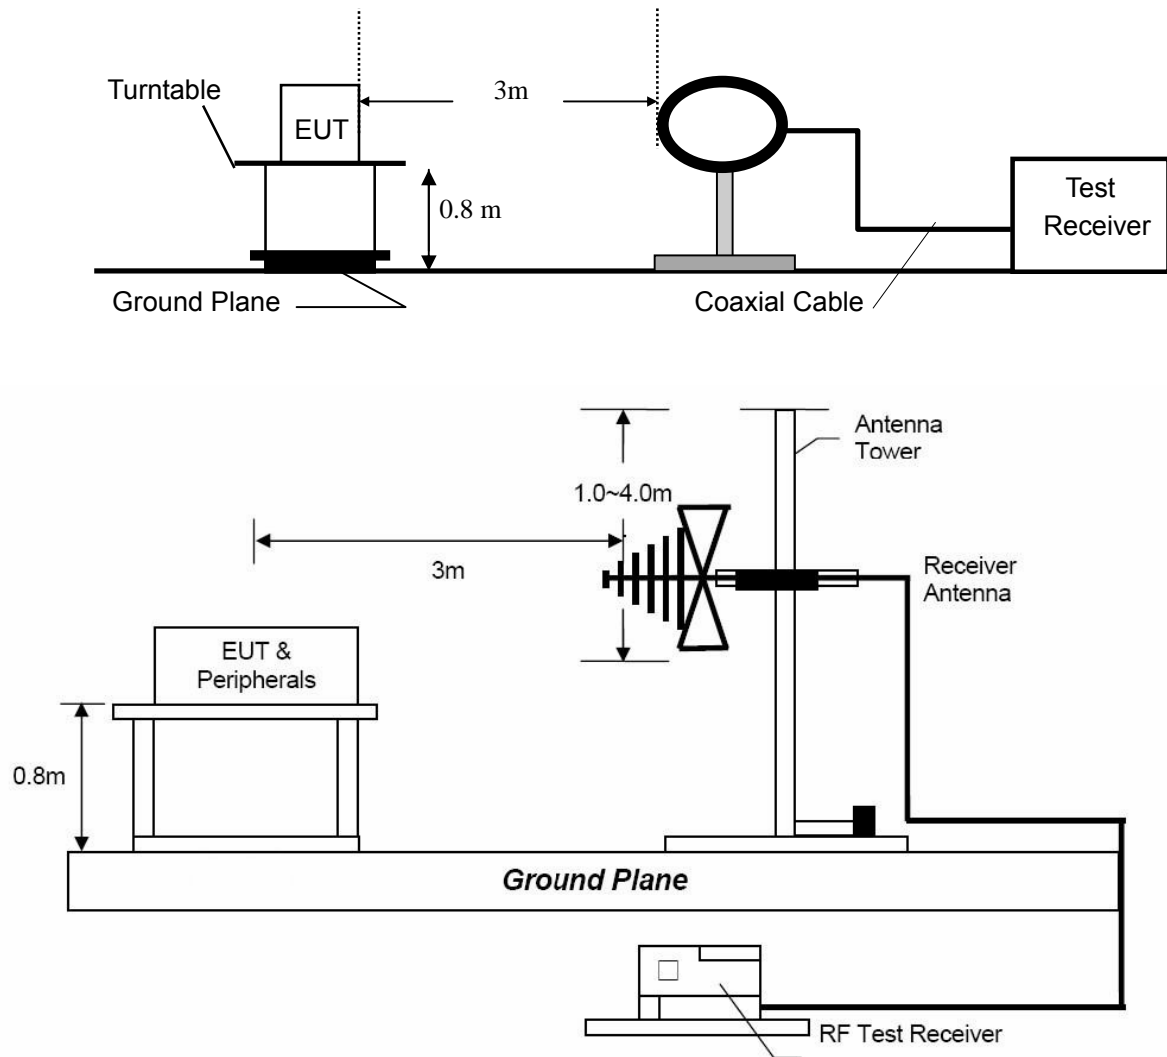 Turntable
3m
EUT
0.8 m
Test
Receiver
Ground Plane
Coaxial Cable
Antenna
Tower
1.0~4.0m
3m
Receiver
Antenna
EUT &
Peripherals
0.8m
Ground Plane
RF Test Receiver